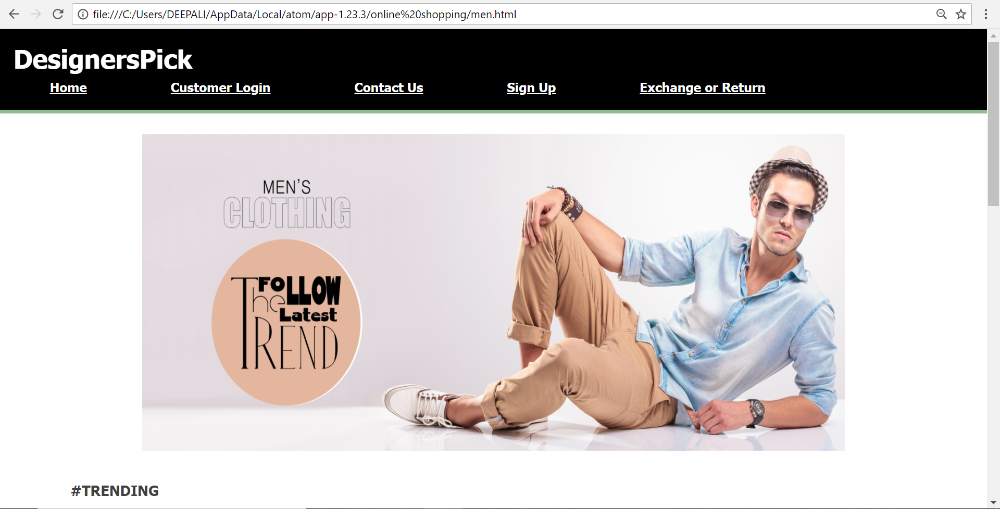 file:///C:/Users/DEEPALI/AppData/Local/atom/app-1.23.3/online%20shopping/men.html
DesignersPick
Home Customer Login Contact Us Sign Up Exchange or Return
MEN'S
CLOTHING
FOLLOW
The
Latest
TREND
#TRENDING